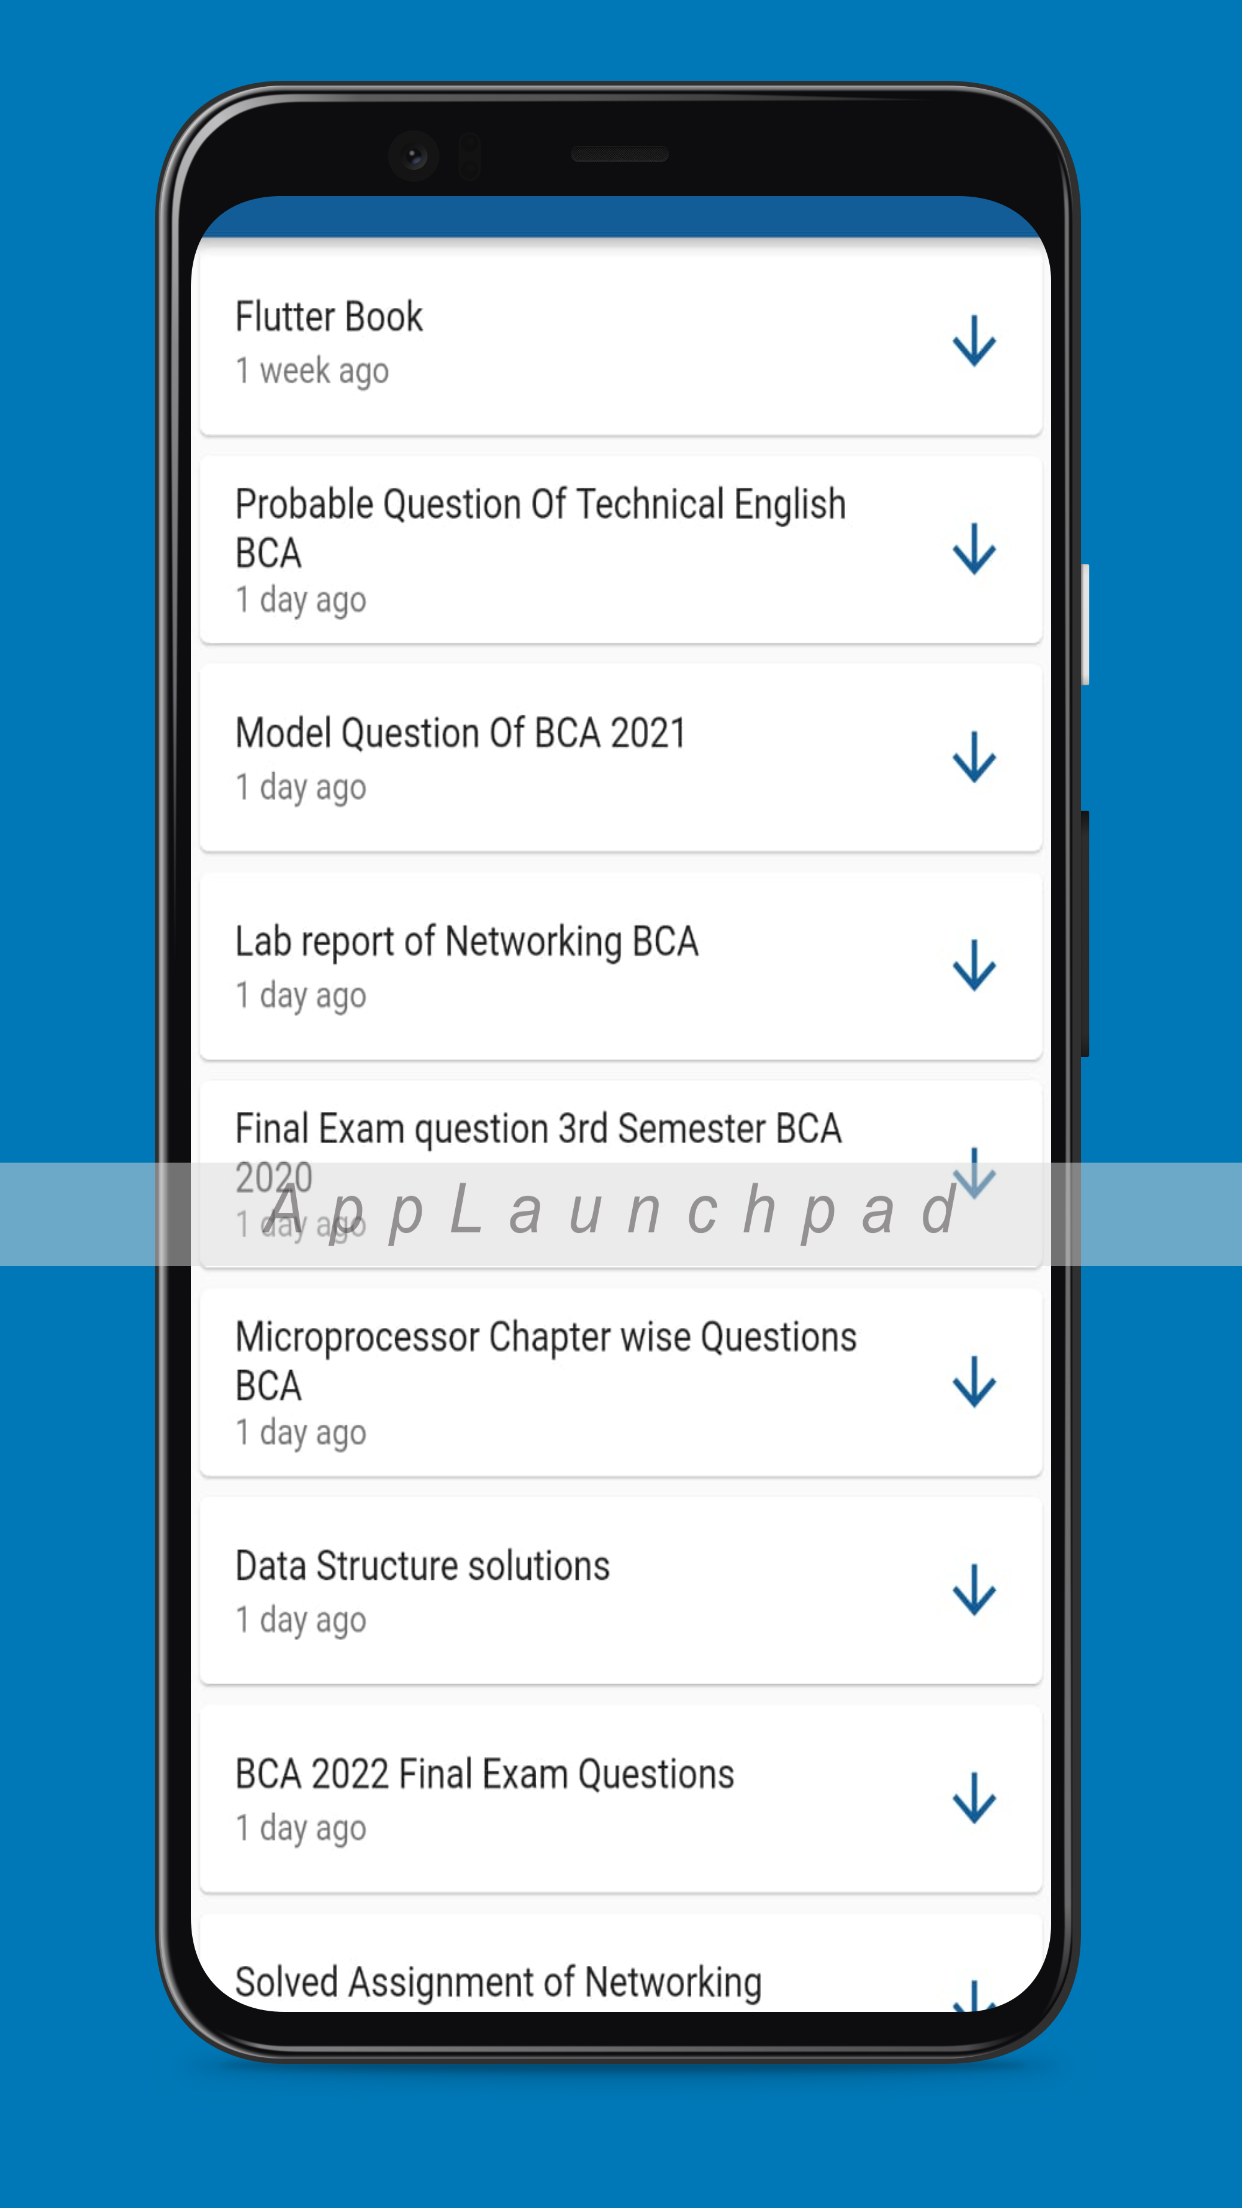 Flutter Book
1 week ago
Probable Question Of Technical English
BCA
1 day ago
Model Question Of BCA 2021
1 day ago
Lab report of Networking BCA
1 day ago
Final Exam question 3rd Semester BCA
2020
1 day ago
AppLaunchpad
Microprocessor Chapter wise Questions
BCA
1 day ago
Data Structure solutions
1 day ago
BCA 2022 Final Exam Questions
1 day ago
Solved Assignment of Networking